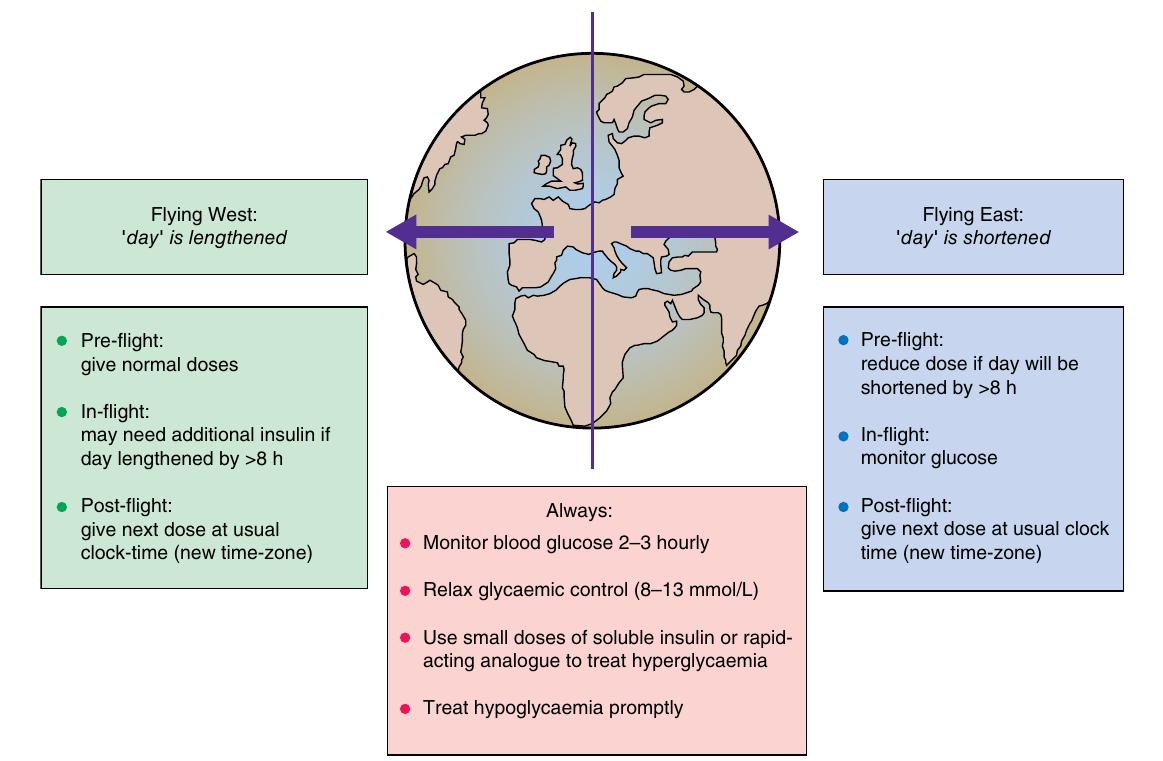 Flying West:
'day' is lengthened
Pre-flight:
give normal doses
In-flight:
may need additional insulin if
day lengthened by >8 h
Post-flight:
give next dose at usual
clock-time (new time-zone)
Flying East:
'day' is shortened
Pre-flight:
reduce dose if day will be
shortened by >8 h
In-flight:
monitor glucose
Post-flight:
give next dose at usual clock
time (new time-zone)
Always:
Monitor blood glucose 2–3 hourly
Relax glycaemic control (8–13 mmol/L)
Use small doses of soluble insulin or rapid-
acting analogue to treat hyperglycaemia
Treat hypoglycaemia promptly